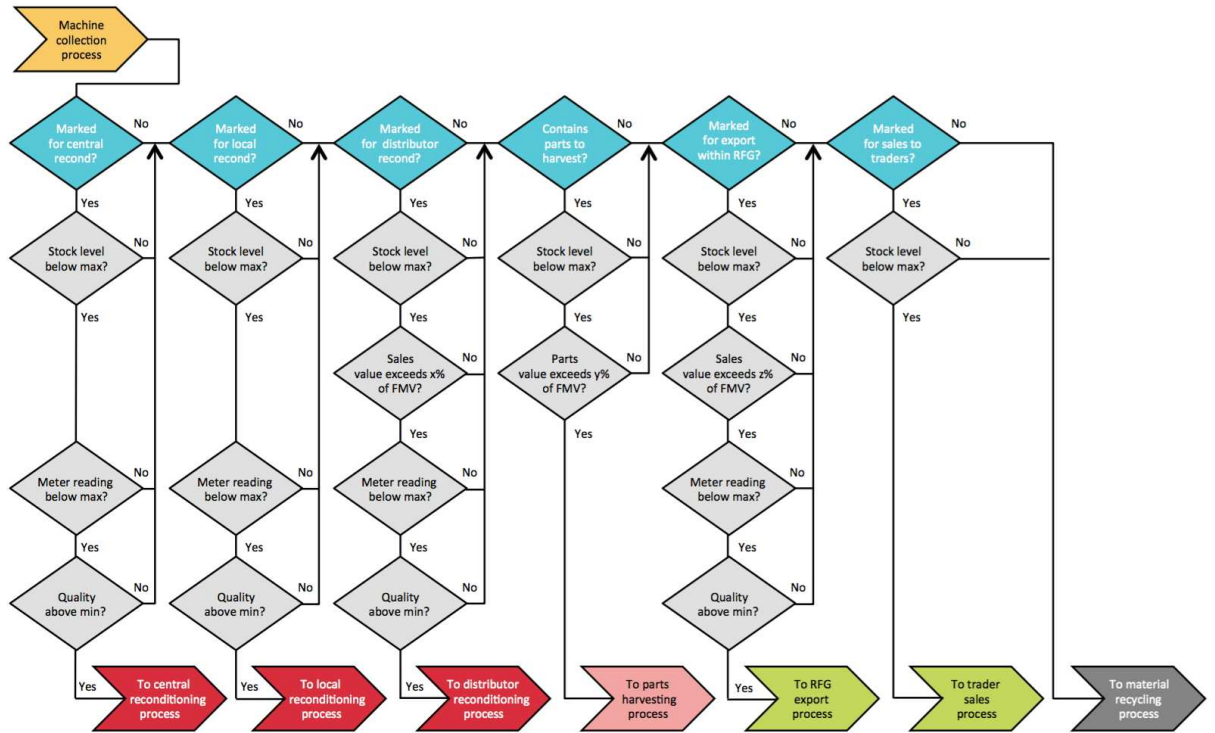 Machine
collection
process
Marked
for central
recond?
No
Marked
for local
recond?
No
Marked
for distributor
recond?
No
Contains
parts to
harvest?
No
Marked
for export
within RFG?
No
Marked
for sales to
traders?
No
Yes
Yes
Yes
Yes
Yes
Yes
Stock level
below max?
No
Stock level
below max?
No
Stock level
below max?
No
Stock level
below max?
No
Stock level
below max?
No
Stock level
below max?
No
Yes
Yes
Yes
Yes
Yes
Yes
Sales
value exceeds x%
of FMV?
No
Parts
value exceeds y%
of FMV?
No
Sales
value exceeds z%
of FMV?
No
Yes
Yes
Yes
Meter reading
below max?
No
Meter reading
below max?
No
Meter reading
below max?
No
Meter reading
below max?
No
Yes
Yes
Yes
Yes
Quality
above min?
No
Quality
above min?
No
Quality
above min?
No
Quality
above min?
No
Yes
To central
reconditioning
process
Yes
To local
reconditioning
process
Yes
To distributor
reconditioning
process
To parts
harvesting
process
Yes
To RFG
export
process
To trader
sales
process
To material
recycling
process